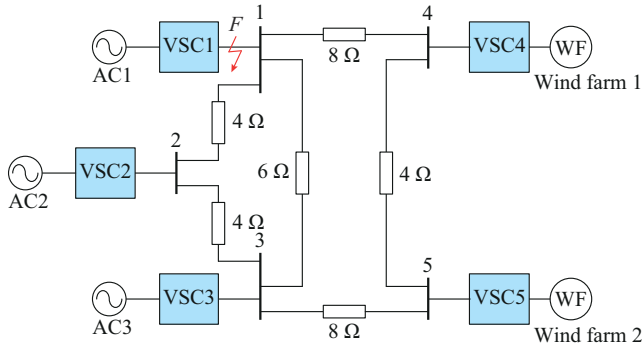 F
1
4
VSC1
VSC4
WF
AC1
8 Ω
Wind farm 1
4 Ω
2
VSC2
6 Ω
4 Ω
AC2
4 Ω
3
5
VSC3
VSC5
WF
AC3
8 Ω
Wind farm 2